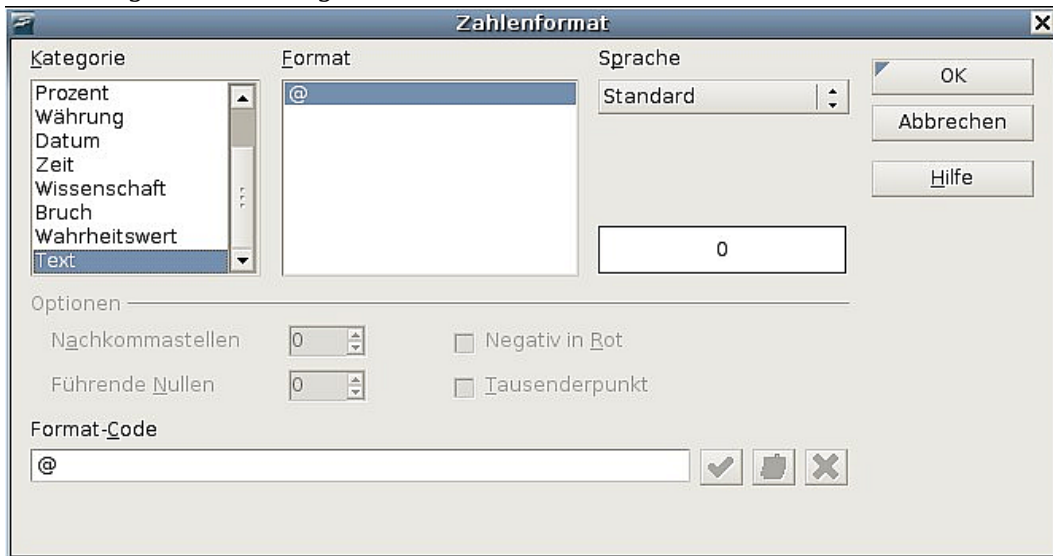 Zahlenformat
Kategorie
Format
Sprache
Prozent
Währung
Datum
Zeit
Wissenschaft
Bruch
Wahrheitswert
Text
@
Standard
0
OK
Abbrechen
Hilfe
Optionen
Nachkommastellen 0
Negativ in Rot
Führende Nullen 0
Tausenderpunkt
Format-Code
@